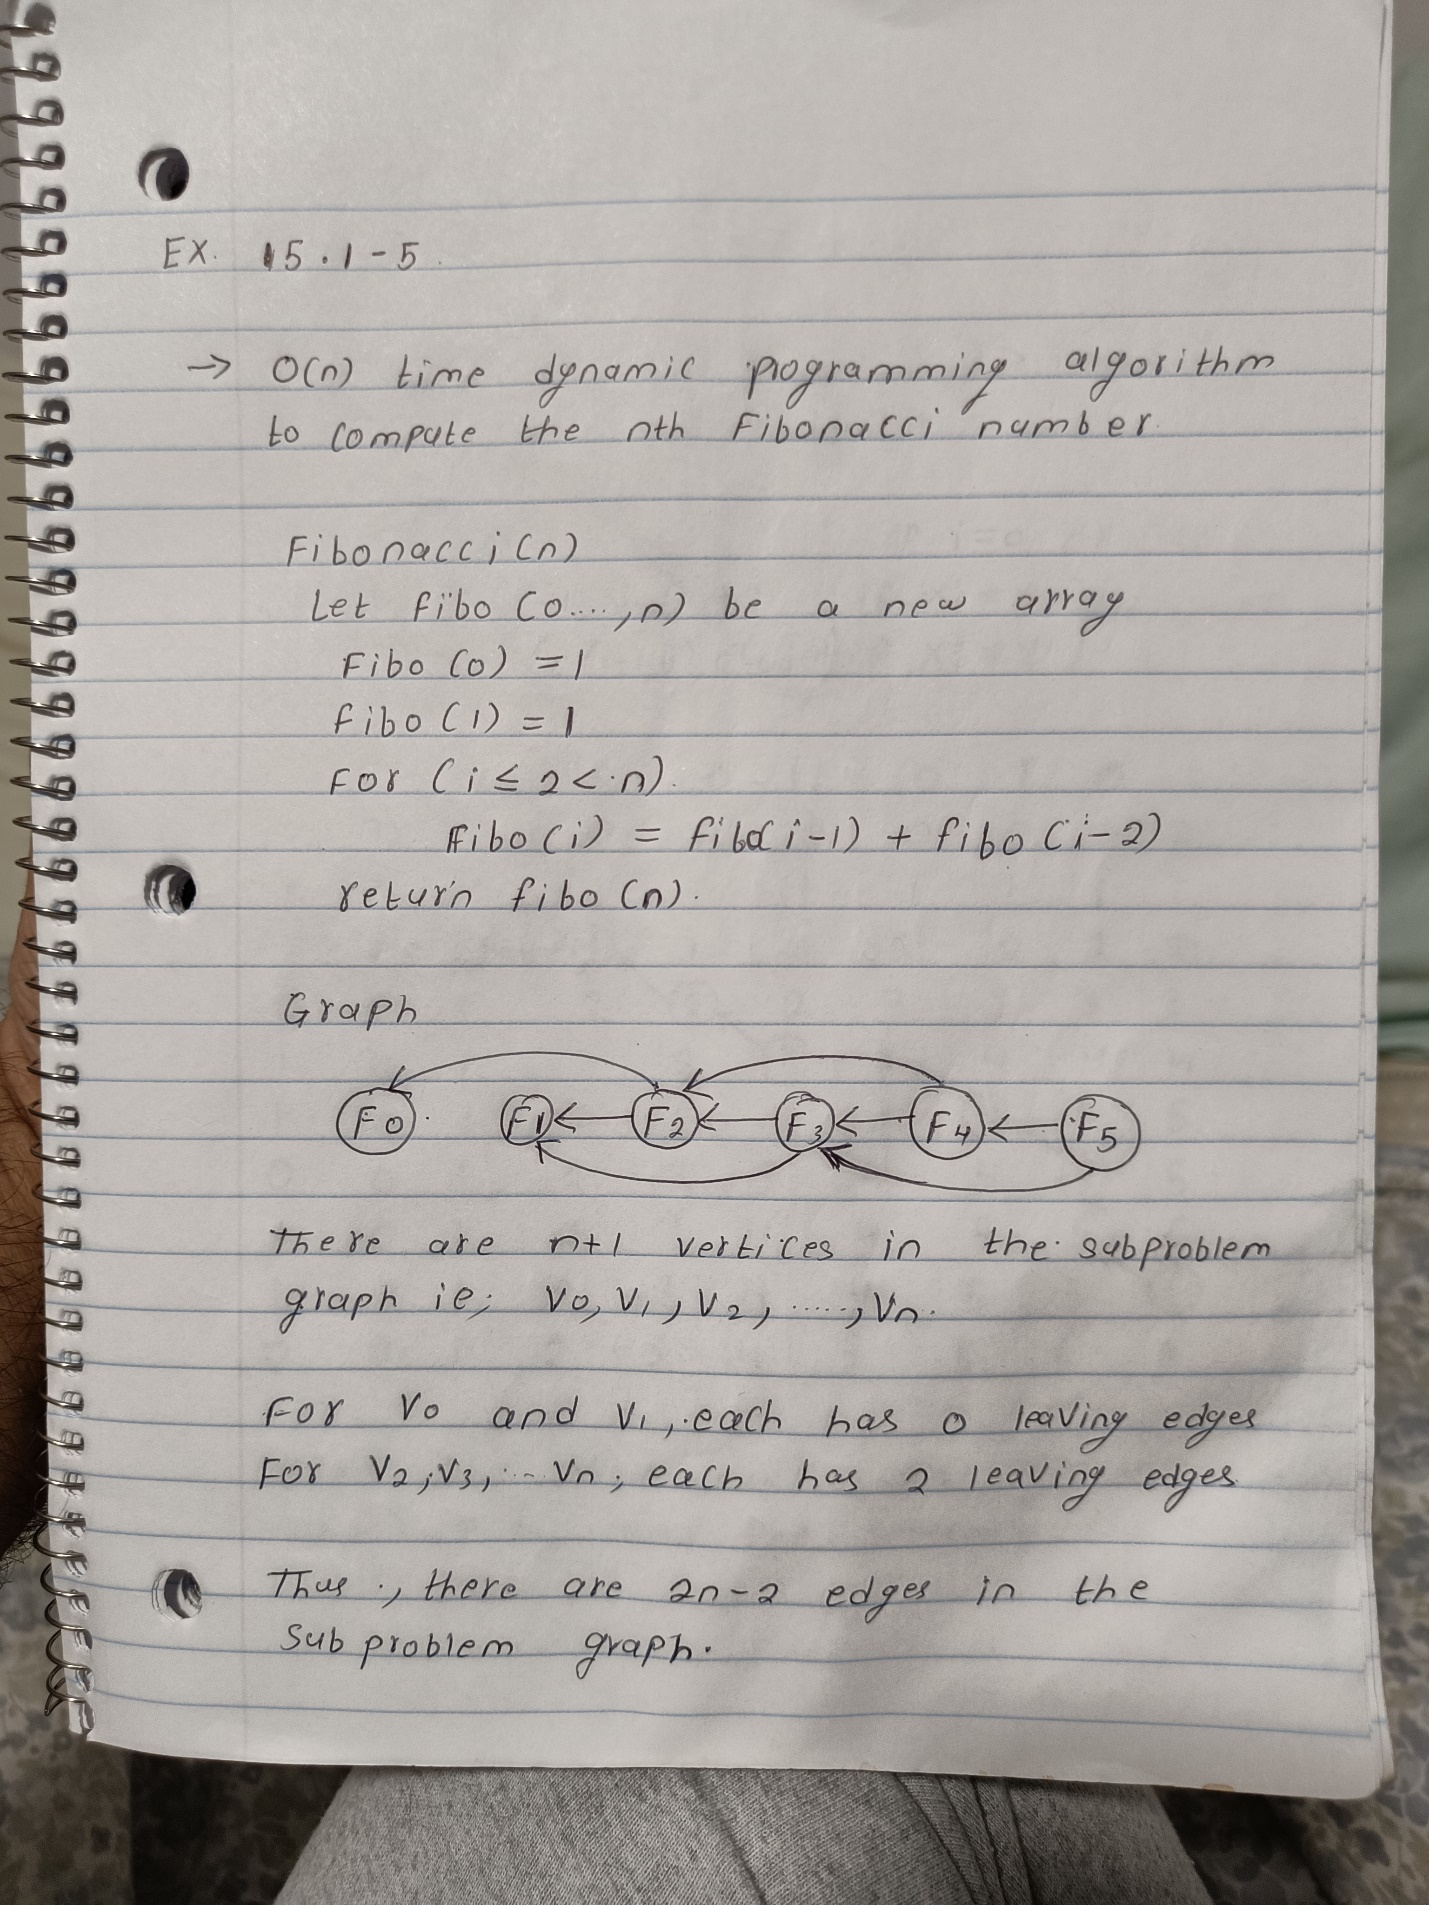 EX. 15.1-5.
→ O(n) time dynamic programming algorithm
to compute the nth Fibonacci number.
Fibonacci(n)
Let fibo (0....,n) be a new array
Fibo (0) = 1
fibo (1) = 1
For (i ≤ 2 < n).
Fibo (i) = fibo(i-1) + fibo (i-2)
return fibo (n).
Graph
F0 F1 F2 F3 F4 F5
There are n+1 vertices in the subproblem
graph ie; V0, V1, V2, ....., Vn.
For V0 and V1, each has 0 leaving edges
For V2, V3, ... Vn, each has 2 leaving edges
Thus, there are 2n-2 edges in the
sub problem graph.